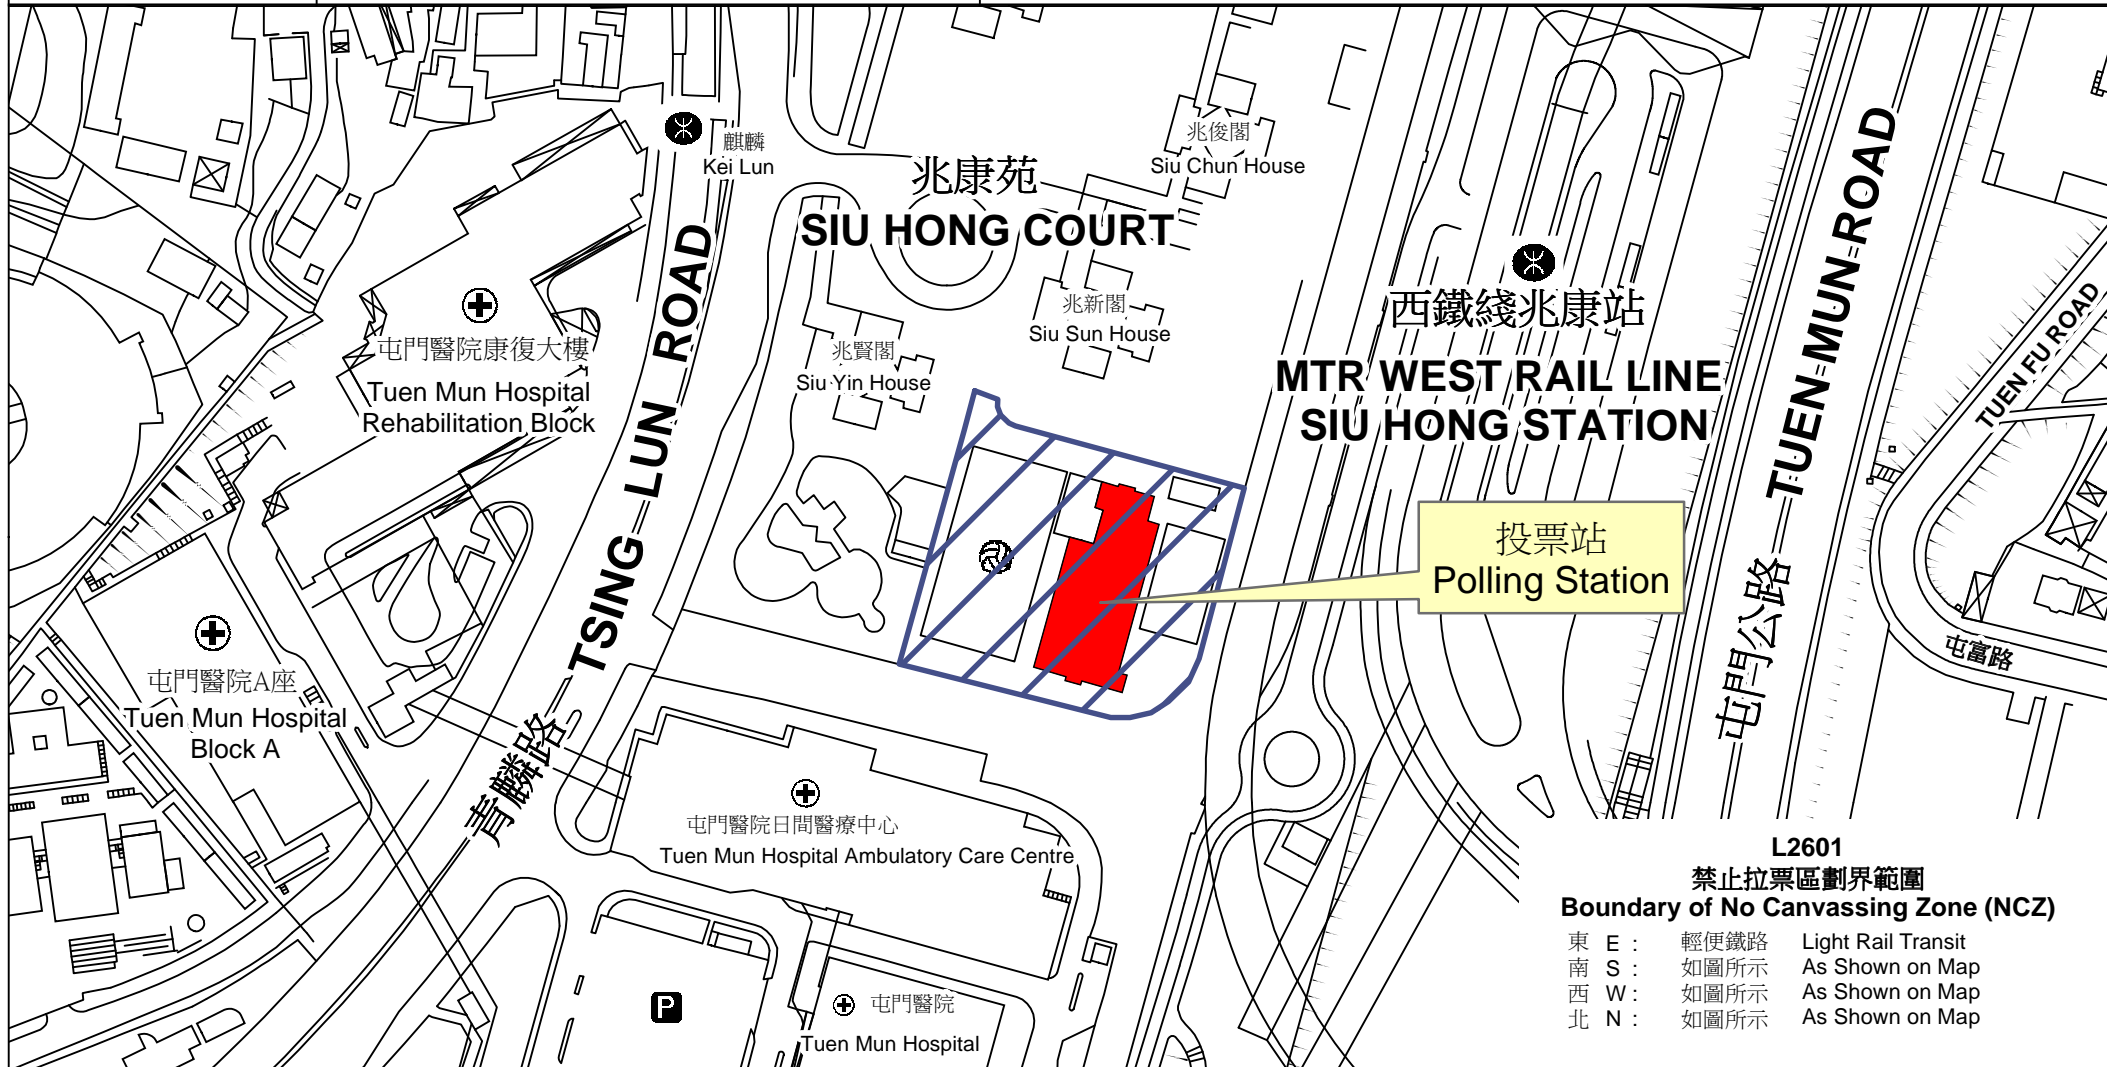 麒麟
Kei Lun
兆俊閣
Siu Chun House
兆康苑
SIU HONG COURT
兆新閣
Siu Sun House
兆賢閣
Siu Yin House
西鐵綫兆康站
MTR WEST RAIL LINE
SIU HONG STATION
屯門公路 TUEN MUN ROAD
TUEN FU ROAD
屯富路
屯門醫院康復大樓
Tuen Mun Hospital
Rehabilitation Block
青麟路 TSING LUN ROAD
投票站
Polling Station
屯門醫院A座
Tuen Mun Hospital
Block A
屯門醫院日間醫療中心
Tuen Mun Hospital Ambulatory Care Centre
P
屯門醫院
Tuen Mun Hospital
L2601
禁止拉票區劃界範圍
Boundary of No Canvassing Zone (NCZ)
東 E : 輕便鐵路 Light Rail Transit
南 S : 如圖所示 As Shown on Map
西 W : 如圖所示 As Shown on Map
北 N : 如圖所示 As Shown on Map